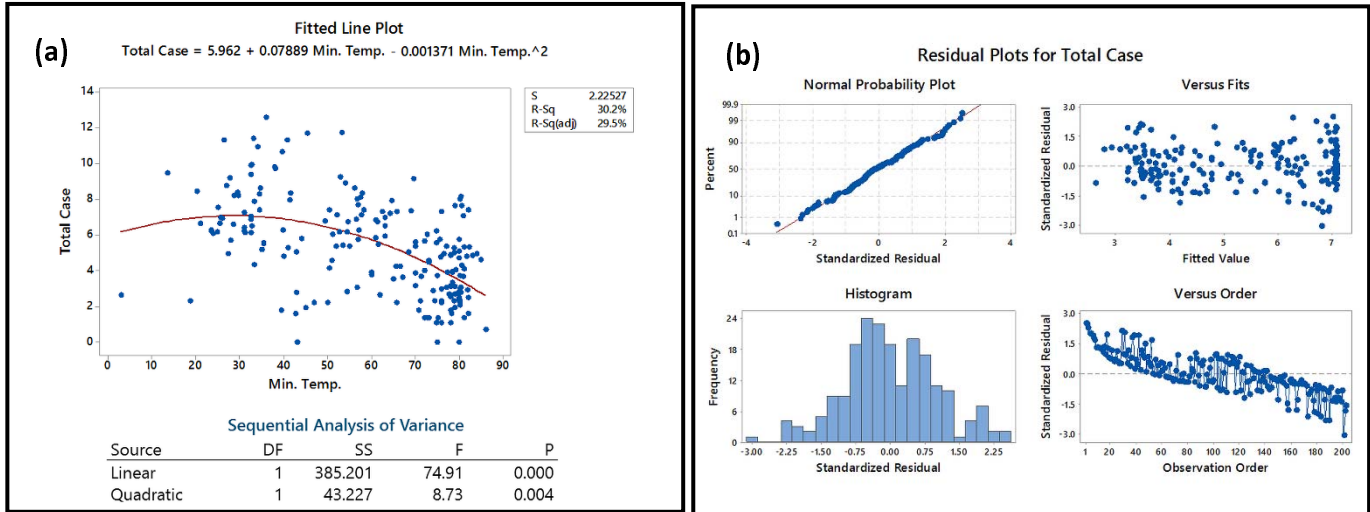 (a)
Fitted Line Plot
Total Case = 5.962 + 0.07889 Min. Temp. - 0.001371 Min. Temp.^2
S 2.22527
R-Sq 30.2%
R-Sq(adj) 29.5%
Total Case
14
12
10
8
6
4
2
0
0 10 20 30 40 50 60 70 80 90
Min. Temp.
Sequential Analysis of Variance
Source DF SS F P
Linear 1 385.201 74.91 0.000
Quadratic 1 43.227 8.73 0.004
(b)
Residual Plots for Total Case
Normal Probability Plot
Percent
99.9
99
90
50
10
1
0.1
-4 -2 0 2 4
Standardized Residual
Versus Fits
Standardized Residual
3.0
1.5
0.0
-1.5
-3.0
3 4 5 6 7
Fitted Value
Histogram
Frequency
24
18
12
6
0
-3.00 -2.25 -1.50 -0.75 0.00 0.75 1.50 2.25
Standardized Residual
Versus Order
Standardized Residual
3.0
1.5
0.0
-1.5
-3.0
1 20 40 60 80 100 120 140 160 180 200
Observation Order